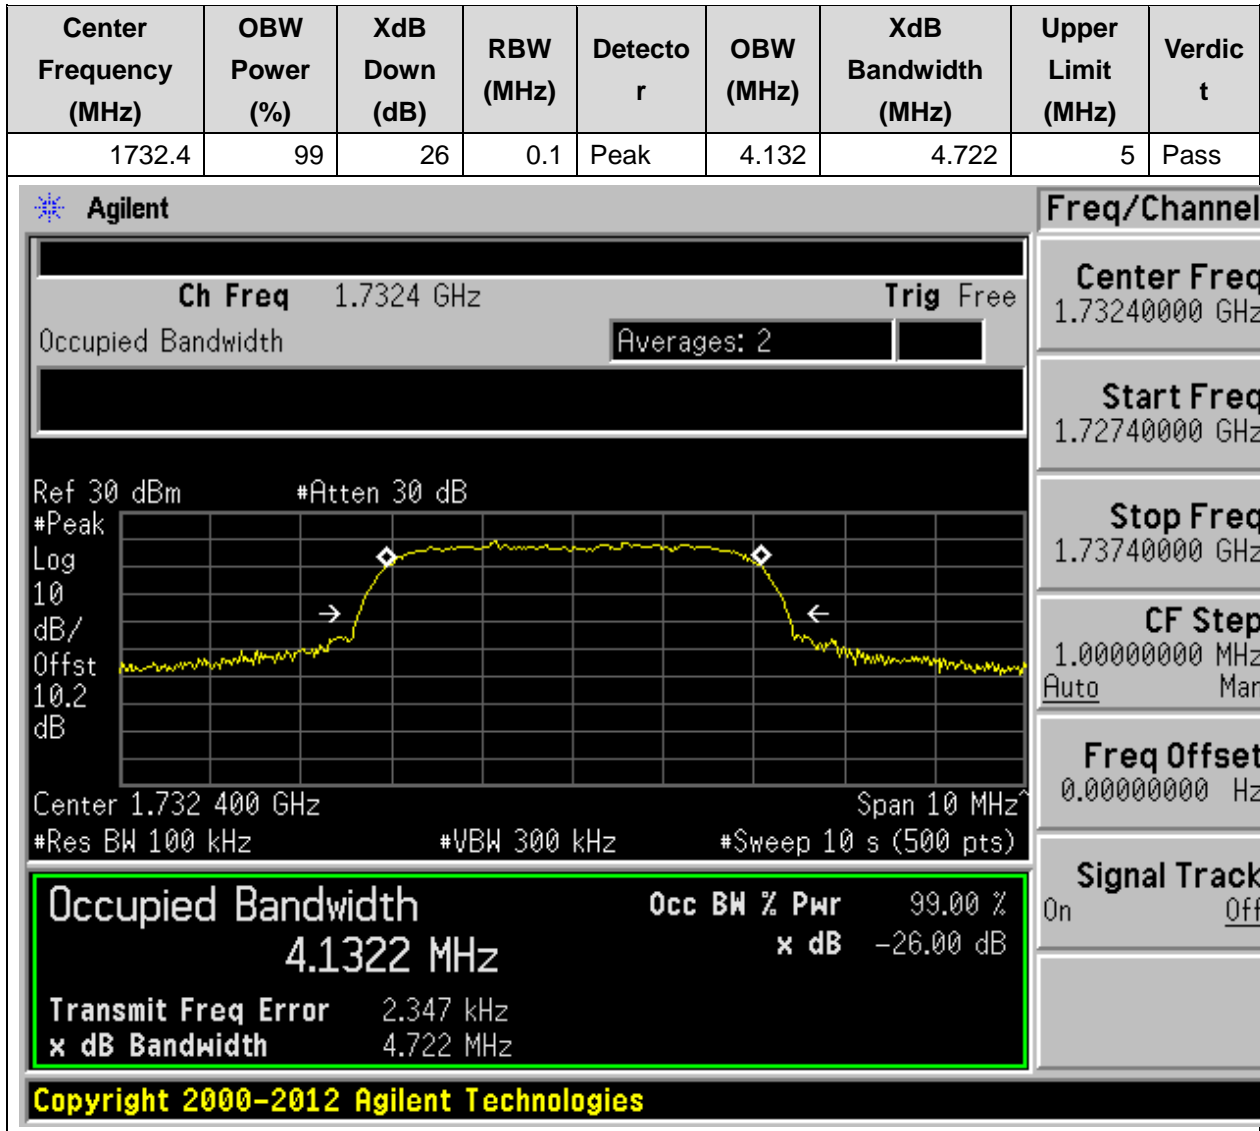 Center Frequency (MHz) OBW Power (%) XdB Down (dB) RBW (MHz) Detecto r OBW (MHz) XdB Bandwidth (MHz) Upper Limit (MHz) Verdic t
1732.4 99 26 0.1 Peak 4.132 4.722 5 Pass
Agilent
Freq/Channel
Ch Freq 1.7324 GHz Trig Free
Occupied Bandwidth Averages: 2
Center Freq
1.73240000 GHz
Start Freq
1.72740000 GHz
Stop Freq
1.73740000 GHz
CF Step
1.00000000 MHz
Auto Man
Freq Offset
0.00000000 Hz
Signal Track
On Off
Ref 30 dBm #Atten 30 dB
#Peak
Log
10
dB/
Offst
10.2
dB
Center 1.732 400 GHz Span 10 MHz^
#Res BW 100 kHz #VBW 300 kHz #Sweep 10 s (500 pts)
Occupied Bandwidth Occ BW % Pwr 99.00 %
4.1322 MHz x dB -26.00 dB
Transmit Freq Error 2.347 kHz
x dB Bandwidth 4.722 MHz
Copyright 2000-2012 Agilent Technologies